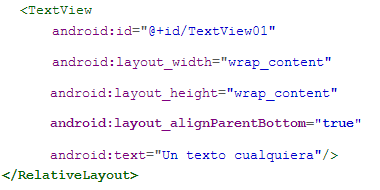 <TextView
android:id="@+id/TextView01"
android:layout_width="wrap_content"
android:layout_height="wrap_content"
android:layout_alignParentBottom="true"
android:text="Un texto cualquiera"/>
</RelativeLayout>